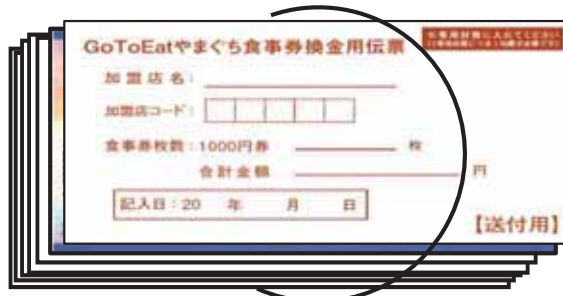 GoToEatやまぐち食事券換金用伝票
加盟店名：
加盟店コード：
食事券枚数：1000円券 枚
合計金額 円
記入日：20 年 月 日
【送付用】